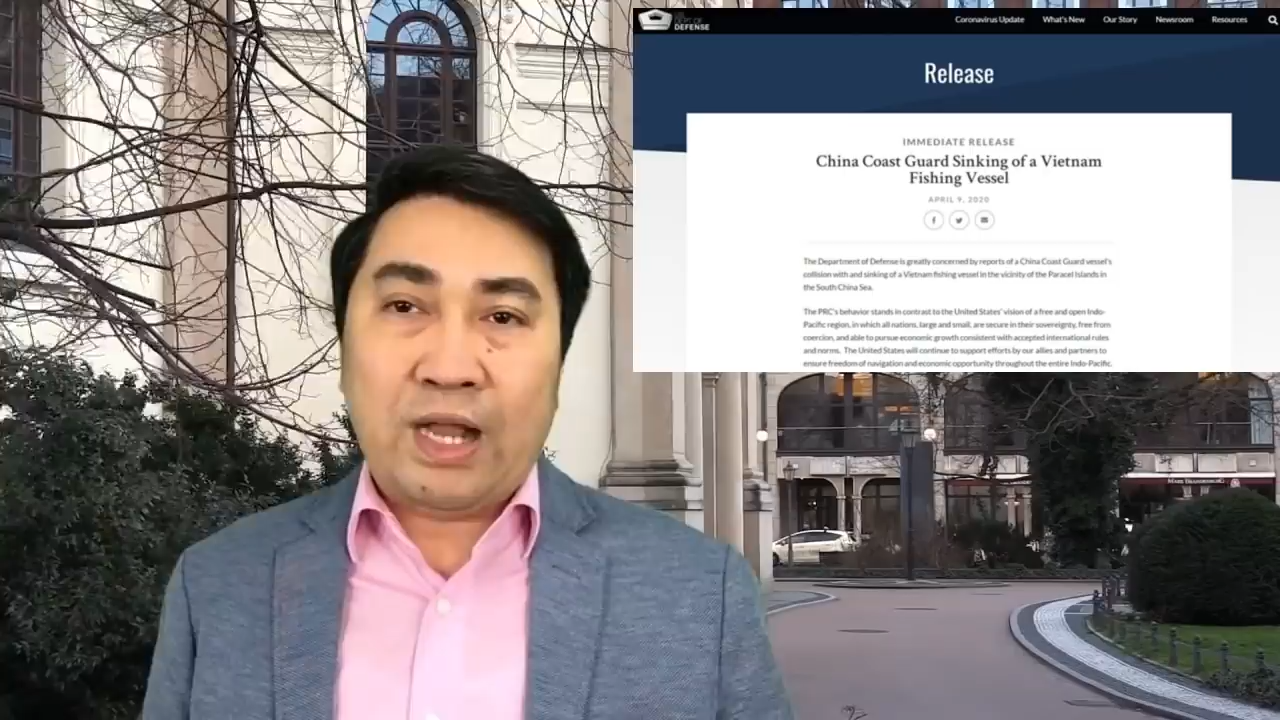 DEPT OF
DEFENSE
Coronavirus Update What's New Our Story Newsroom Resources
Release
IMMEDIATE RELEASE
China Coast Guard Sinking of a Vietnam
Fishing Vessel
APRIL 9, 2020
The Department of Defense is greatly concerned by reports of a China Coast Guard vessel's
collision with and sinking of a Vietnam fishing vessel in the vicinity of the Paracel Islands in
the South China Sea.
The PRC's behavior stands in contrast to the United States' vision of a free and open Indo-
Pacific region, in which all nations, large and small, are secure in their sovereignty, free from
coercion, and able to pursue economic growth consistent with accepted international rules
and norms. The United States will continue to support efforts by our allies and partners to
ensure freedom of navigation and economic opportunity throughout the entire Indo-Pacific.